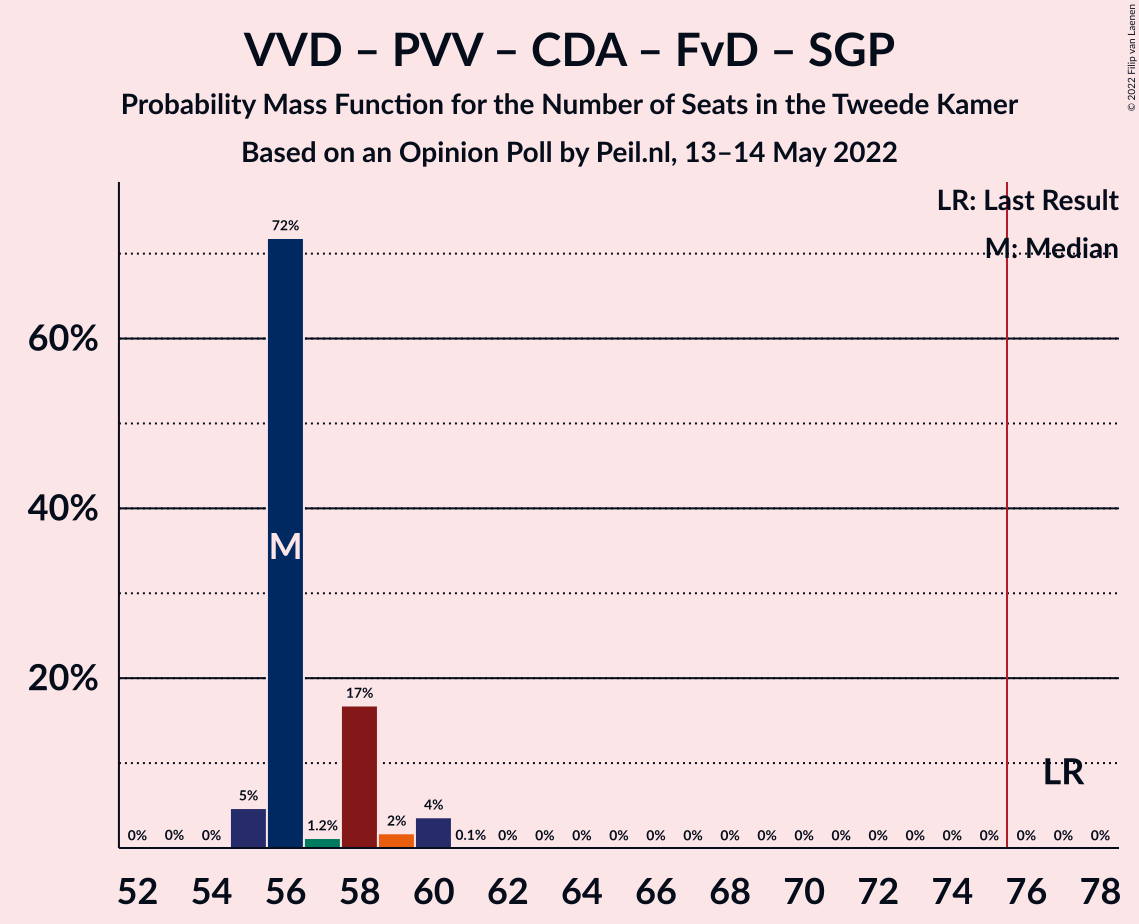 VVD – PVV – CDA – FvD – SGP
Probability Mass Function for the Number of Seats in the Tweede Kamer
Based on an Opinion Poll by Peil.nl, 13–14 May 2022
© 2022 Filip van Laenen
LR: Last Result
M: Median
60%
40%
20%
72%
M
17%
5%
4%
2%
1.2%
LR
0% 0% 0% 0.1% 0% 0% 0% 0% 0% 0% 0% 0% 0% 0% 0% 0% 0% 0% 0% 0% 0%
52 54 56 58 60 62 64 66 68 70 72 74 76 78